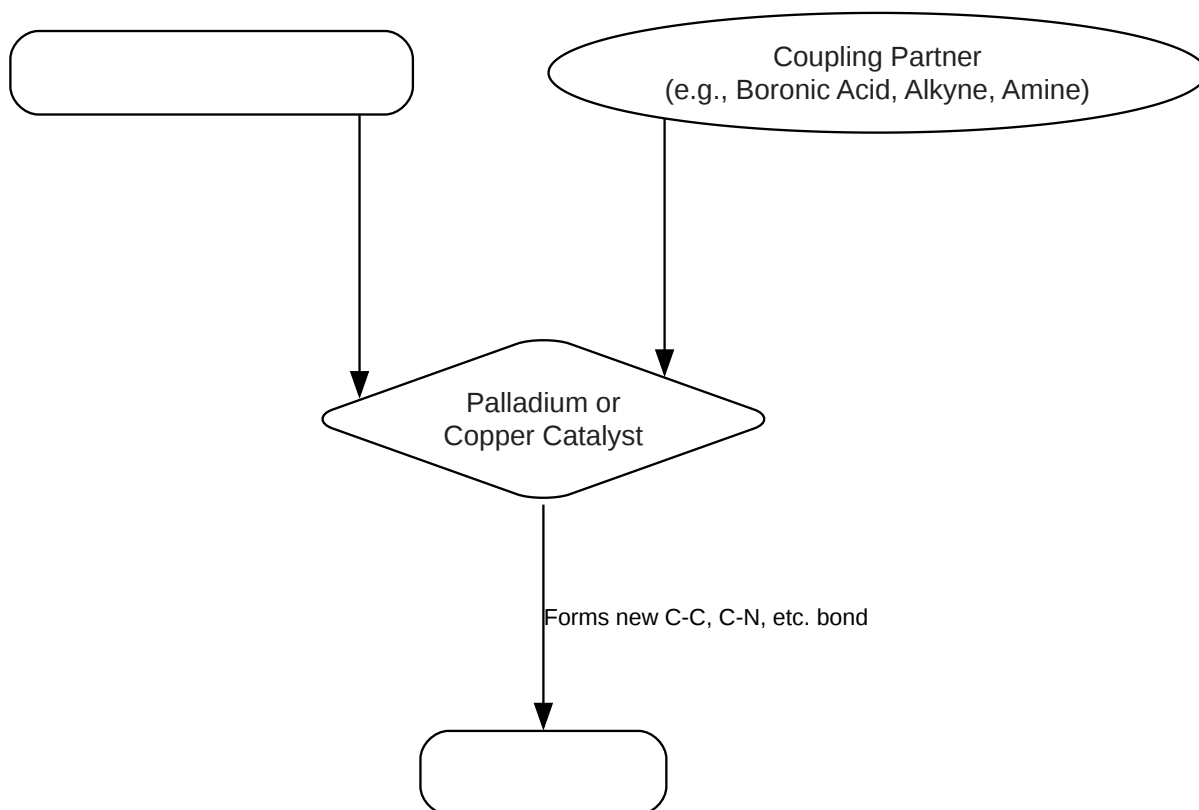 Coupling Partner
(e.g., Boronic Acid, Alkyne, Amine)
Palladium or
Copper Catalyst
Forms new C-C, C-N, etc. bond